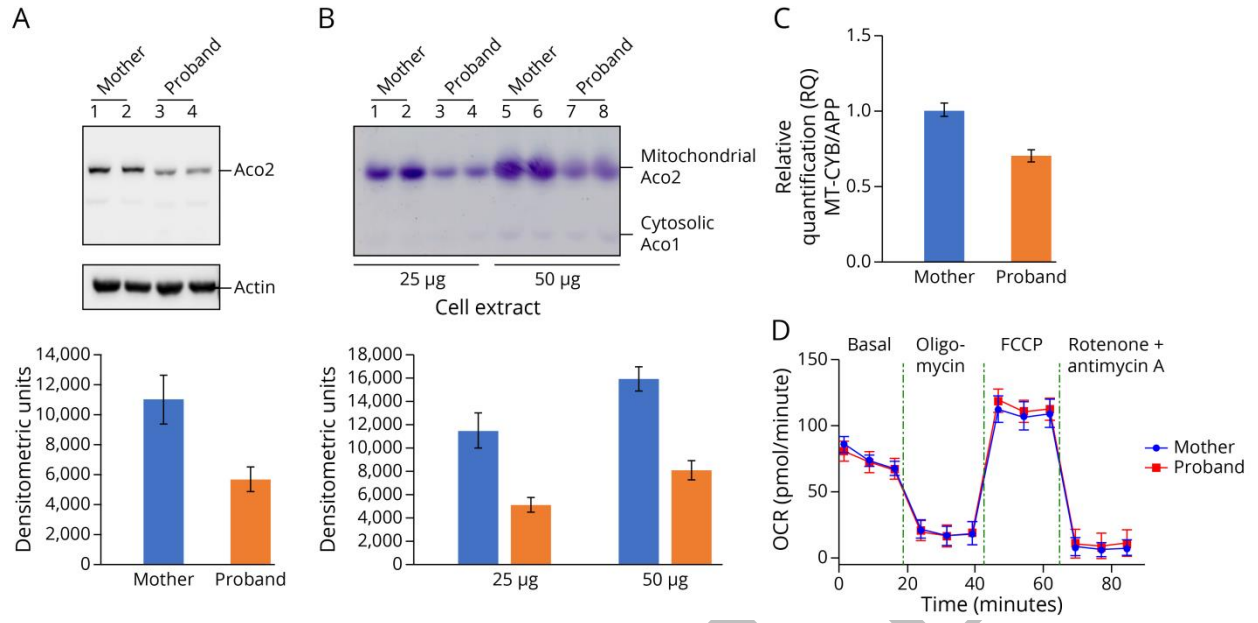 A
Mother
Proband
1 2 3 4
Aco2
Actin
14,000
12,000
10,000
8,000
6,000
4,000
2,000
0
Densitometric units
Mother Proband
B
Mother
Proband
Mother
Proband
1 2 3 4 5 6 7 8
Mitochondrial
Aco2
Cytosolic
Aco1
25 µg 50 µg
Cell extract
18,000
16,000
14,000
12,000
10,000
8,000
6,000
4,000
2,000
0
Densitometric units
25 µg 50 µg
C
Relative
quantification (RQ)
MT-CYB/APP
1.5
1.0
0.5
0.0
Mother Proband
D
Basal Oligo-
mycin FCCP Rotenone +
antimycin A
150
100
50
0
OCR (pmol/minute)
0 20 40 60 80
Time (minutes)
Mother
Proband